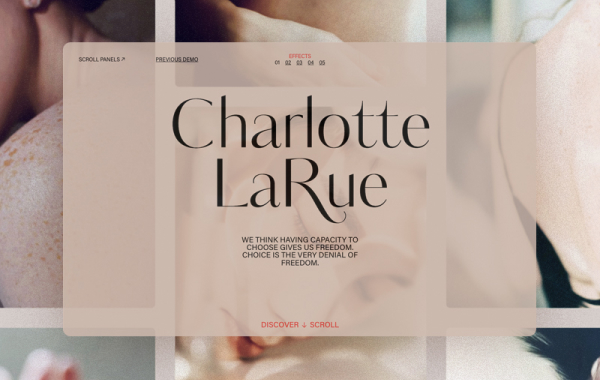 SCROLL PANELS ↗
PREVIOUS DEMO
EFFECTS
01 02 03 04 05
Charlotte
LaRue
WE THINK HAVING CAPACITY TO
CHOOSE GIVES US FREEDOM.
CHOICE IS THE VERY DENIAL OF
FREEDOM.
DISCOVER ↓ SCROLL